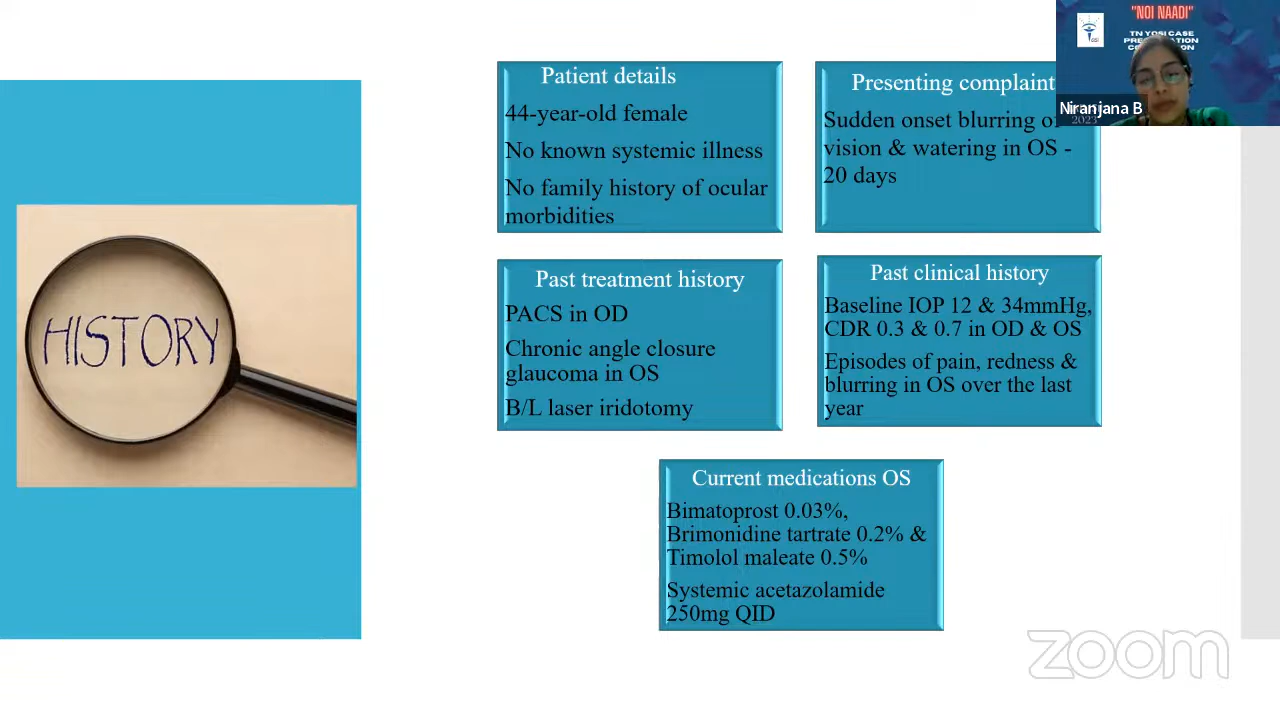 HISTORY
Patient details
44-year-old female
No known systemic illness
No family history of ocular
morbidities
Presenting complaint
Sudden onset blurring of
vision & watering in OS -
20 days
Past treatment history
PACS in OD
Chronic angle closure
glaucoma in OS
B/L laser iridotomy
Past clinical history
Baseline IOP 12 & 34mmHg,
CDR 0.3 & 0.7 in OD & OS
Episodes of pain, redness &
blurring in OS over the last
year
Current medications OS
Bimatoprost 0.03%,
Brimonidine tartrate 0.2% &
Timolol maleate 0.5%
Systemic acetazolamide
250mg QID
"NOI NAADI"
TN YOSI CASE
Niranjana B
2023
zoom